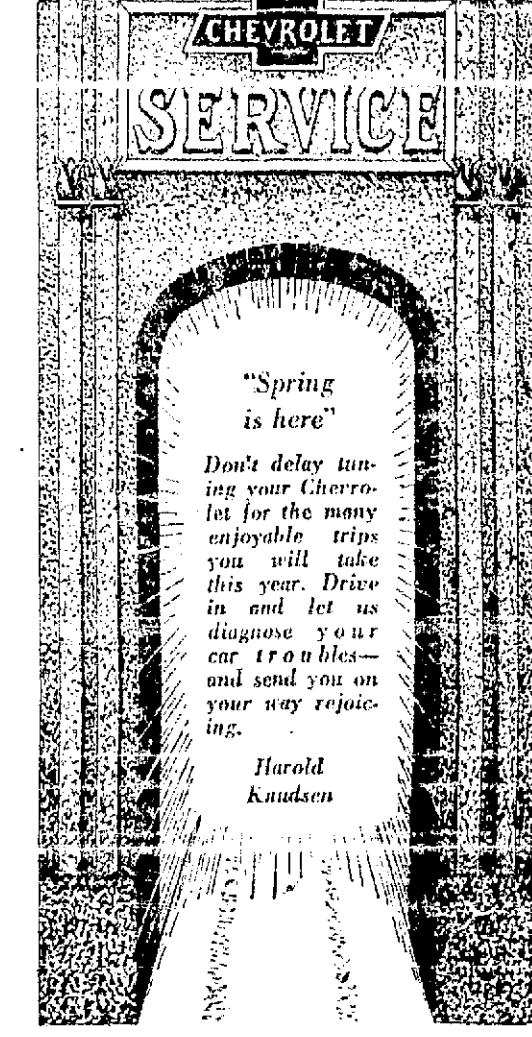 CHEVROLET
SERVICE
"Spring
is here"
Don't delay tun-
ing your Chevro-
let for the many
enjoyable trips
you will take
this year. Drive
in and let us
diagnose your
car troubles—
and send you on
your way rejoic-
ing.
Harold
Knudsen